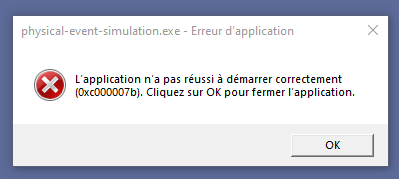 physical-event-simulation.exe - Erreur d'application
L'application n'a pas réussi à démarrer correctement
(0xc000007b). Cliquez sur OK pour fermer l'application.
OK